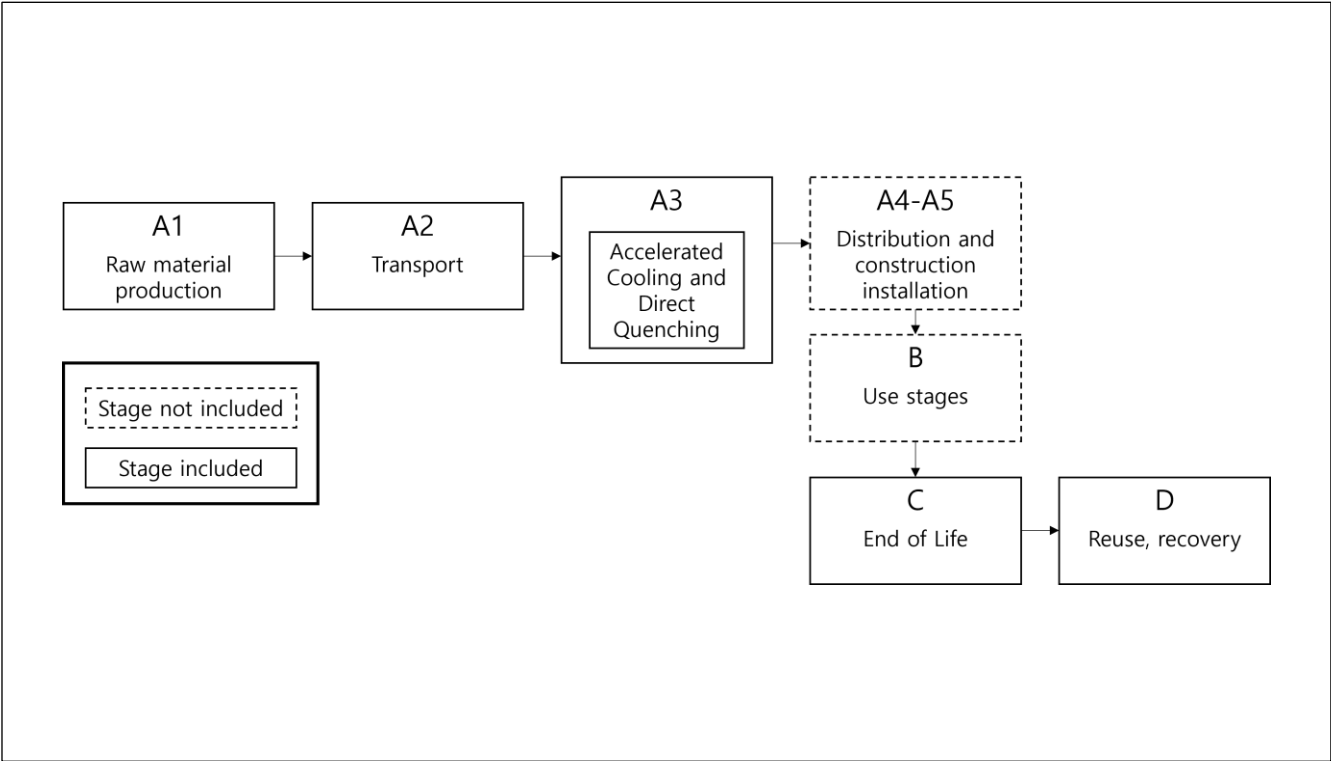 A1
Raw material
production
A2
Transport
A3
Accelerated
Cooling and
Direct
Quenching
A4-A5
Distribution and
construction
installation
B
Use stages
C
End of Life
D
Reuse, recovery
Stage not included
Stage included